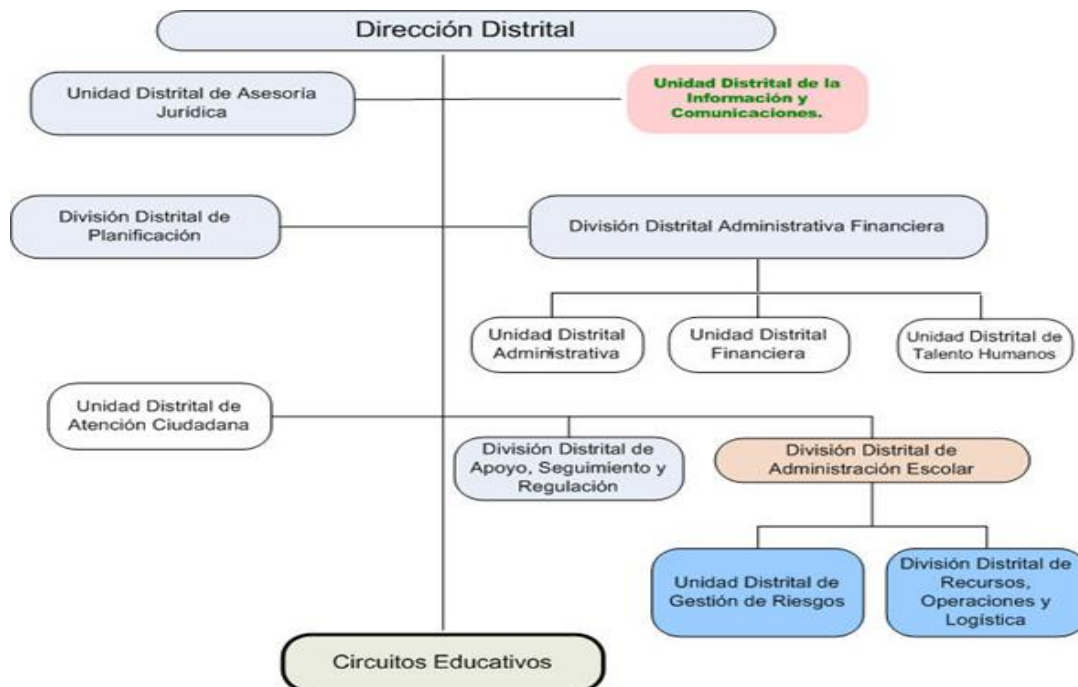 Dirección Distrital
Unidad Distrital de Asesoría
Jurídica
Unidad Distrital de la
Información y
Comunicaciones.
División Distrital de
Planificación
División Distrital Administrativa Financiera
Unidad Distrital
Administrativa
Unidad Distrital
Financiera
Unidad Distrital de
Talento Humanos
Unidad Distrital de
Atención Ciudadana
División Distrital de
Apoyo, Seguimiento y
Regulación
División Distrital de
Administración Escolar
Unidad Distrital de
Gestión de Riesgos
División Distrital de
Recursos,
Operaciones y
Logística
Circuitos Educativos